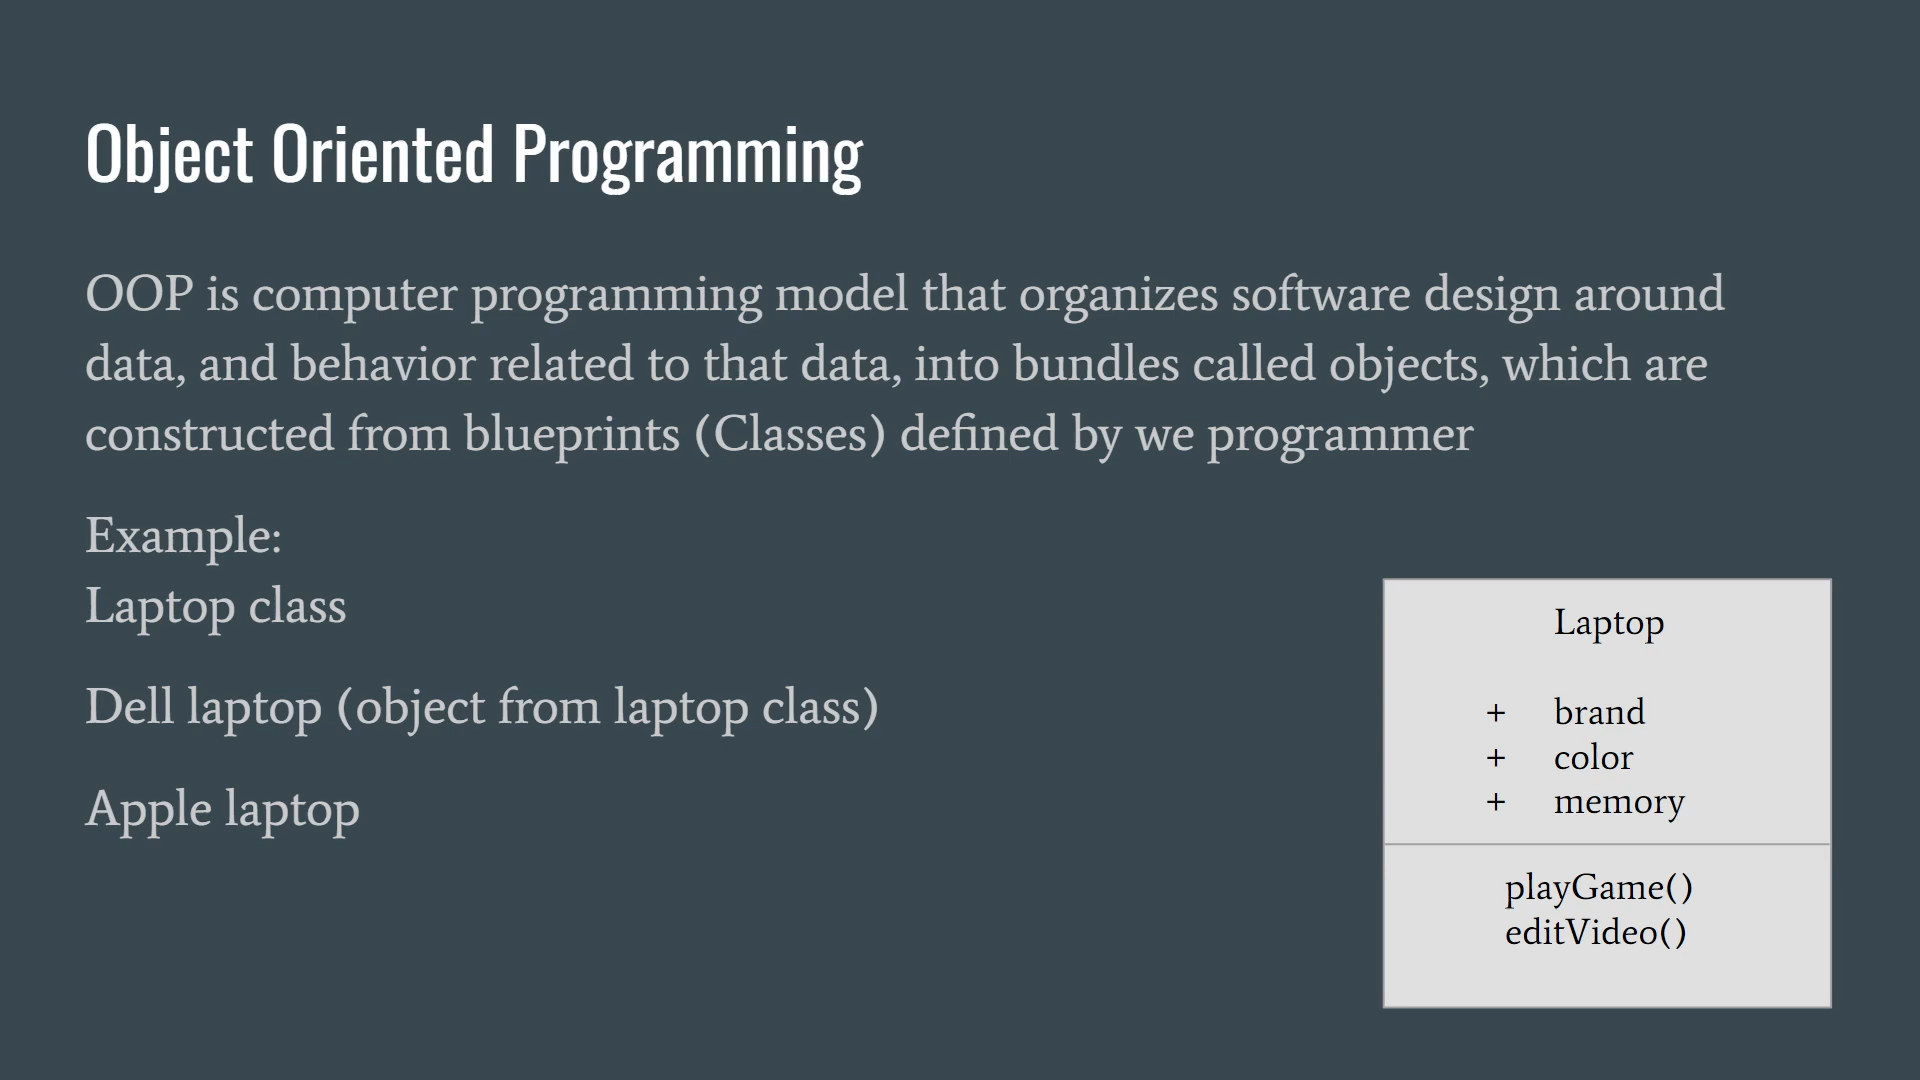 Object Oriented Programming
OOP is computer programming model that organizes software design around
data, and behavior related to that data, into bundles called objects, which are
constructed from blueprints (Classes) defined by we programmer
Example:
Laptop class
Dell laptop (object from laptop class)
Apple laptop
Laptop
+ brand
+ color
+ memory
playGame()
editVideo()